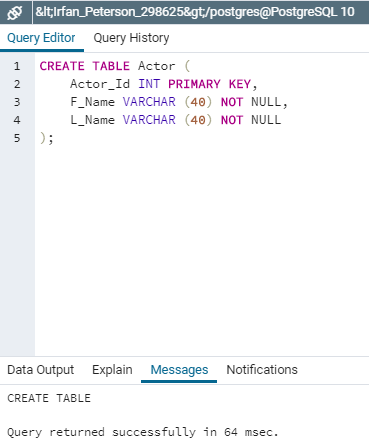 &lt;Irfan_Peterson_298625&gt;/postgres@PostgreSQL 10
Query Editor Query History
1 CREATE TABLE Actor (
2     Actor_Id INT PRIMARY KEY,
3     F_Name VARCHAR (40) NOT NULL,
4     L_Name VARCHAR (40) NOT NULL
5 );
Data Output Explain Messages Notifications
CREATE TABLE
Query returned successfully in 64 msec.